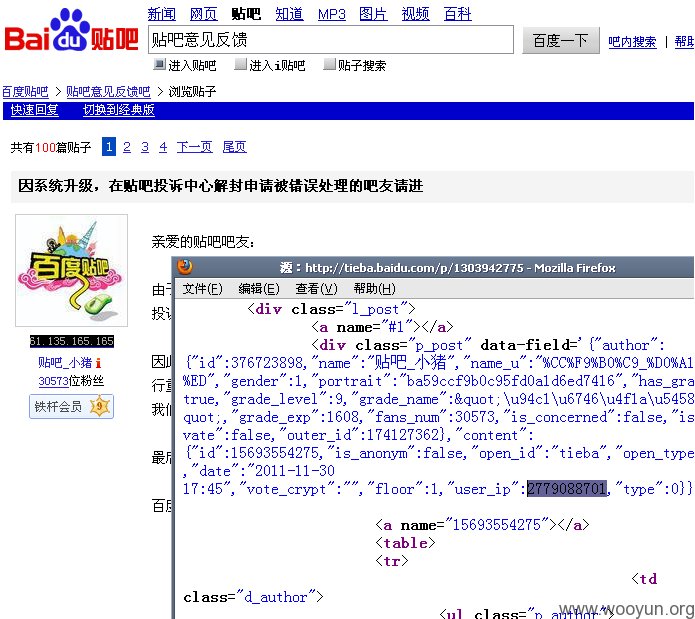 新闻 网页 贴吧 知道 MP3 图片 视频 百科
Bai du 贴吧
贴吧意见反馈 百度一下 吧内搜索 | 帮助
进入贴吧 进入i贴吧 贴子搜索
百度贴吧 > 贴吧意见反馈吧 > 浏览贴子
快速回复 切换到经典版
共有100篇贴子 1 2 3 4 下一页 尾页
因系统升级，在贴吧投诉中心解封申请被错误处理的吧友请进
亲爱的贴吧吧友：
由于
投诉
因此
行重
我们
最后
百度
61.135.165.165
贴吧_小猪
30573位粉丝
铁杆会员 9
源：http://tieba.baidu.com/p/1303942775 - Mozilla Firefox
文件(F) 编辑(E) 查看(V) 帮助(H)
<div class="l_post">
<a name="#1"></a>
<div class="p_post" data-field='{"author":
{"id":376723898,"name":"贴吧_小猪","name_u":"%CC%F9%B0%C9_%D0%A1
%ED","gender":1,"portrait":"ba59ccf9b0c95fd0a1d6ed7416","has_gra
true,"grade_level":9,"grade_name":&quot;\u94c1\u6746\u4f1a\u5458
quot;,"grade_exp":1608,"fans_num":30573,"is_concerned":false,"is
vate":false,"outer_id":174127362},"content":
{"id":15693554275,"is_anonym":false,"open_id":"tieba","open_type
,"date":"2011-11-30
17:45","vote_crypt":"","floor":1,"user_ip":2779088701,"type":0}}
<a name="15693554275"></a>
<table>
<tr>
<td
class="d_author">
<ul class="p_author">
www.wooyun.org